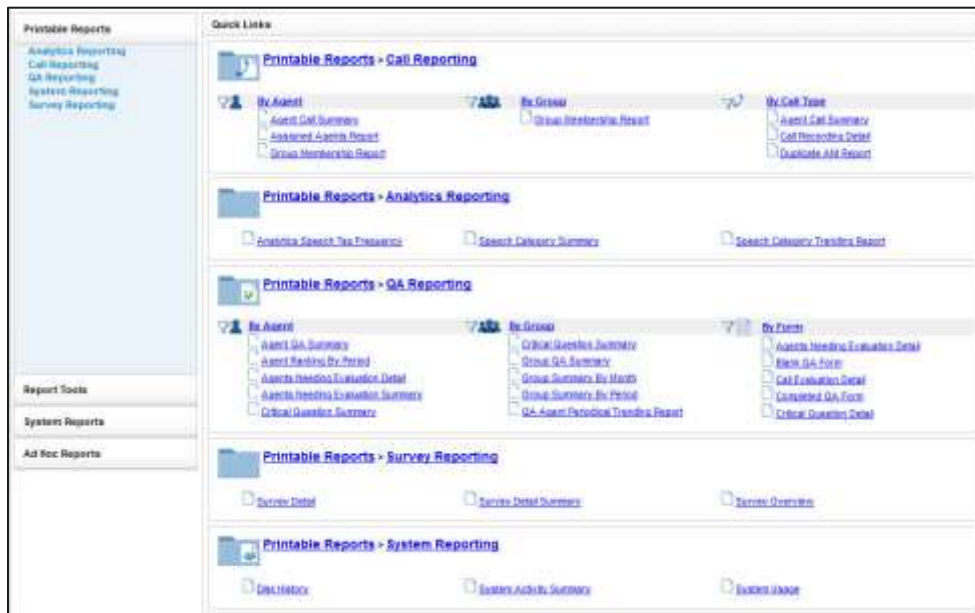 Printable Reports
Analytics Reporting
Call Reporting
QA Reporting
System Reporting
Survey Reporting
Report Tools
System Reports
Ad Hoc Reports
Quick Links
Printable Reports > Call Reporting
By Agent
Agent Call Summary
Assigned Agents Report
Group Membership Report
By Group
Group Membership Report
By Call Type
Agent Call Summary
Call Recording Detail
Duplicate ANI Report
Printable Reports > Analytics Reporting
Analytics Speech Tag Frequency
Speech Category Summary
Speech Category Trending Report
Printable Reports > QA Reporting
By Agent
Agent QA Summary
Agent Ranking By Period
Agents Needing Evaluation Detail
Agents Needing Evaluation Summary
Critical Question Summary
By Group
Critical Question Summary
Group QA Summary
Group Summary By Month
Group Summary By Period
QA Agent Periodical Trending Report
By Form
Agents Needing Evaluation Detail
Blank QA Form
Call Evaluation Detail
Completed QA Form
Critical Question Detail
Printable Reports > Survey Reporting
Survey Detail
Survey Detail Summary
Survey Overview
Printable Reports > System Reporting
Disc History
System Activity Summary
System Usage